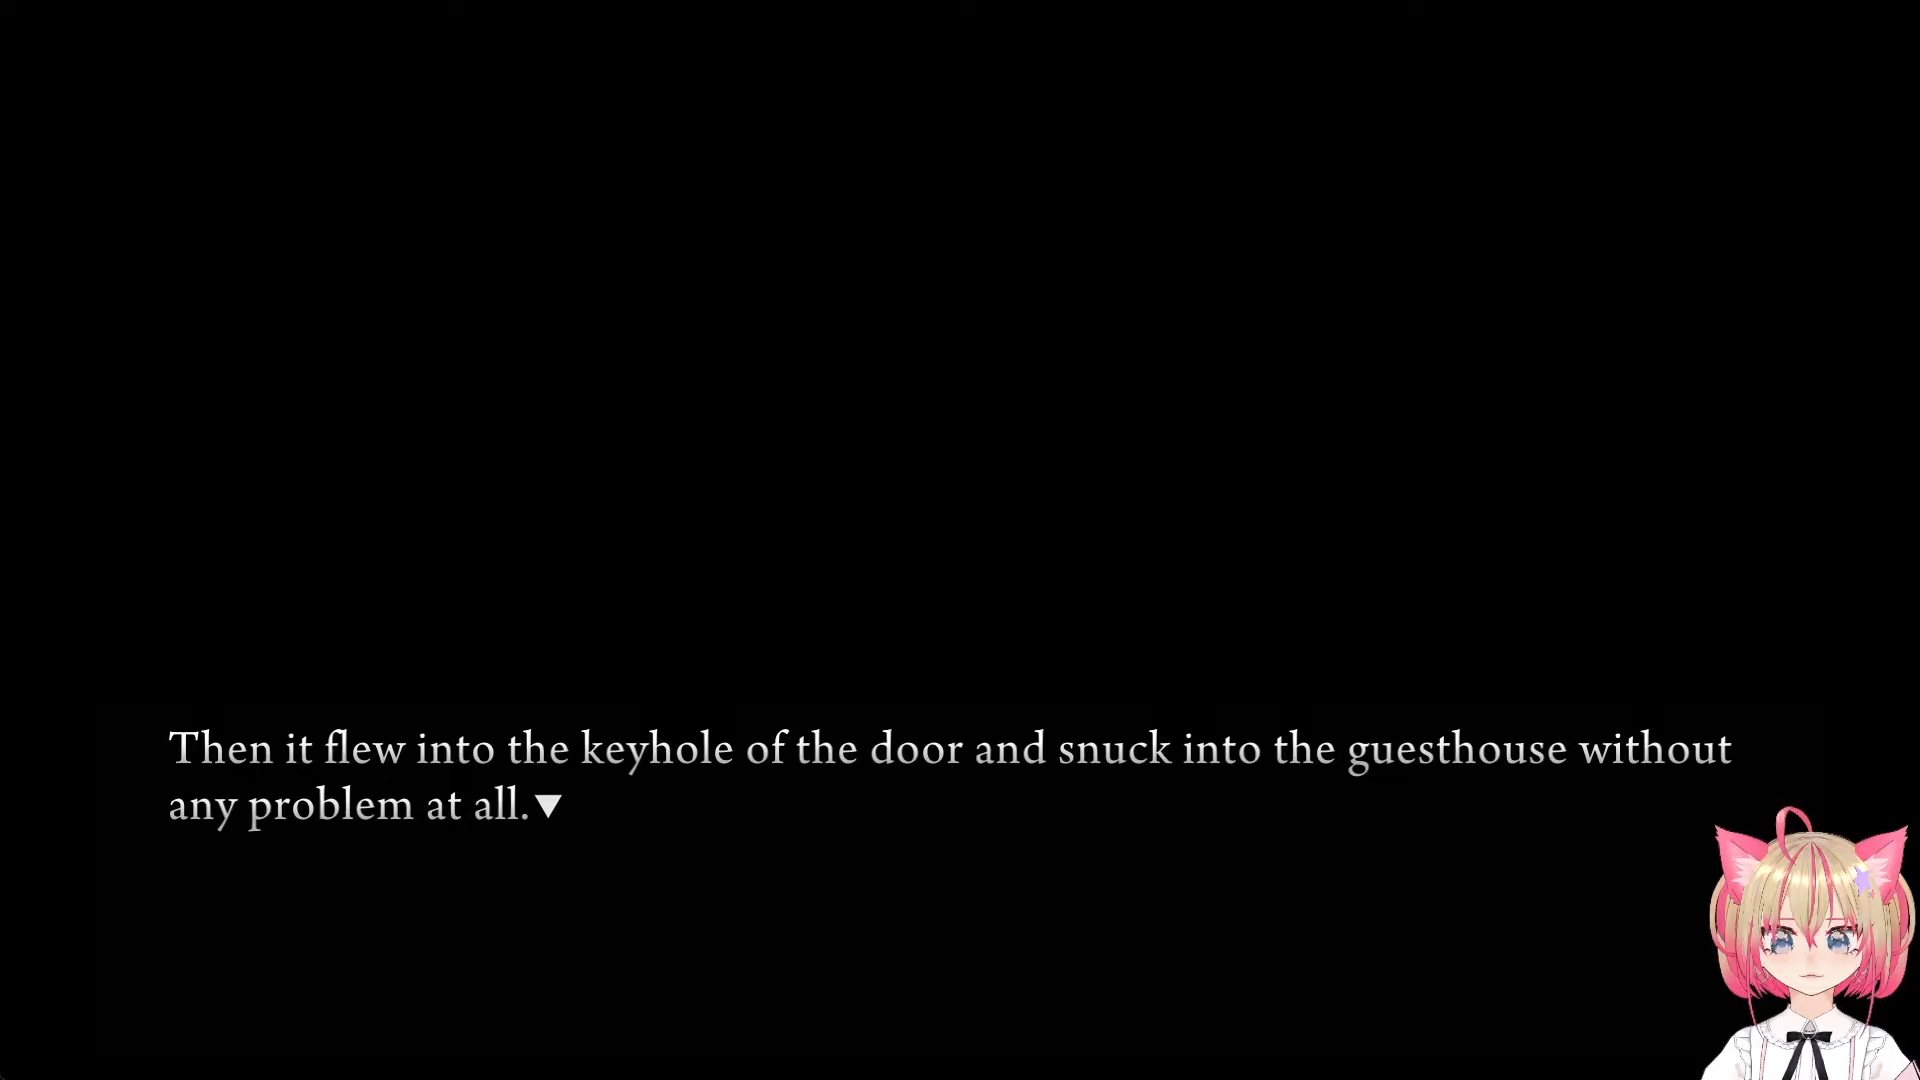 Then it flew into the keyhole of the door and snuck into the guesthouse without
any problem at all.